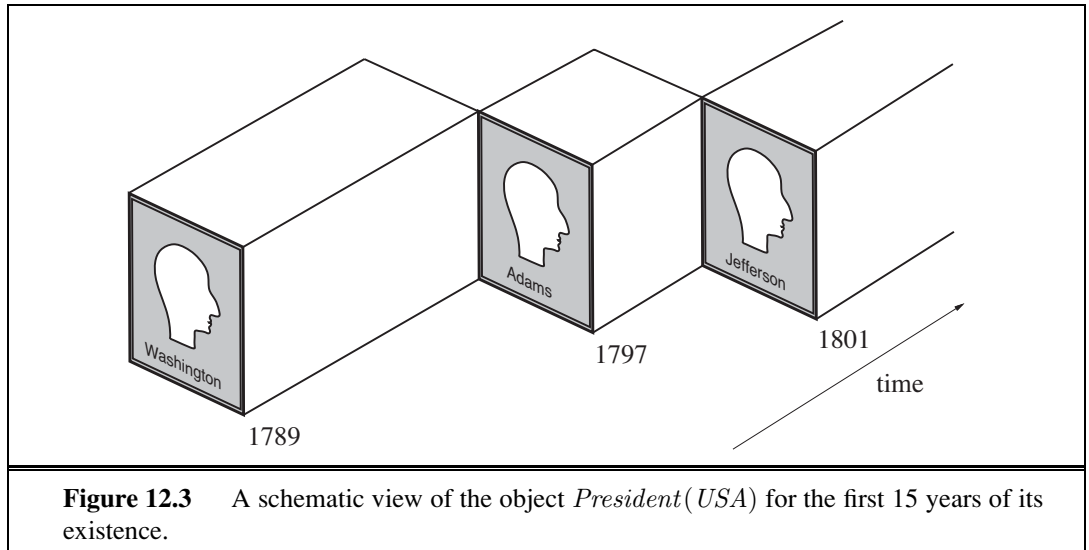 Washington
Adams
Jefferson
1789
1797
1801
time
Figure 12.3 A schematic view of the object President(USA) for the first 15 years of its
existence.